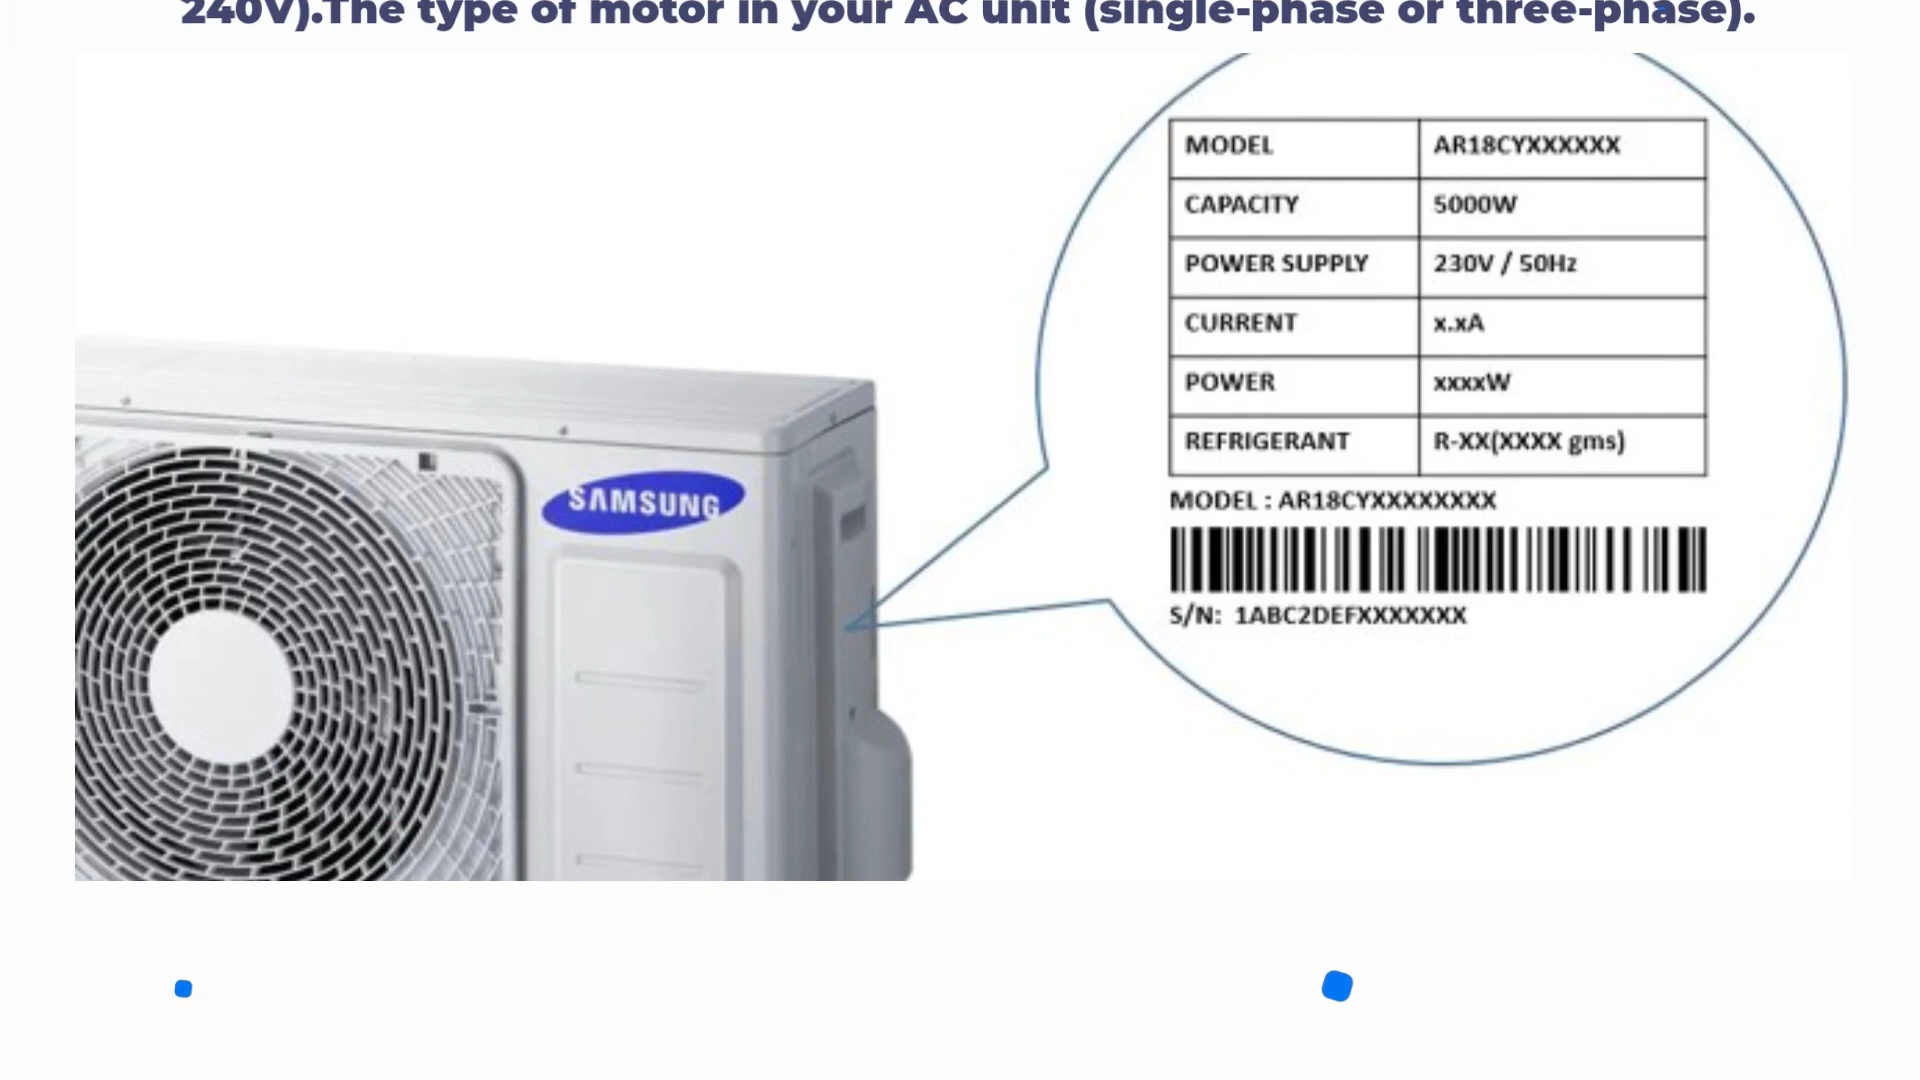 240V).The type of motor in your AC unit (single-phase or three-phase).
MODEL AR18CYXXXXXX
CAPACITY 5000W
POWER SUPPLY 230V / 50Hz
CURRENT x.xA
POWER xxxxW
REFRIGERANT R-XX(XXXX gms)
SAMSUNG
MODEL : AR18CYXXXXXXXX
S/N: 1ABC2DEFXXXXXXX